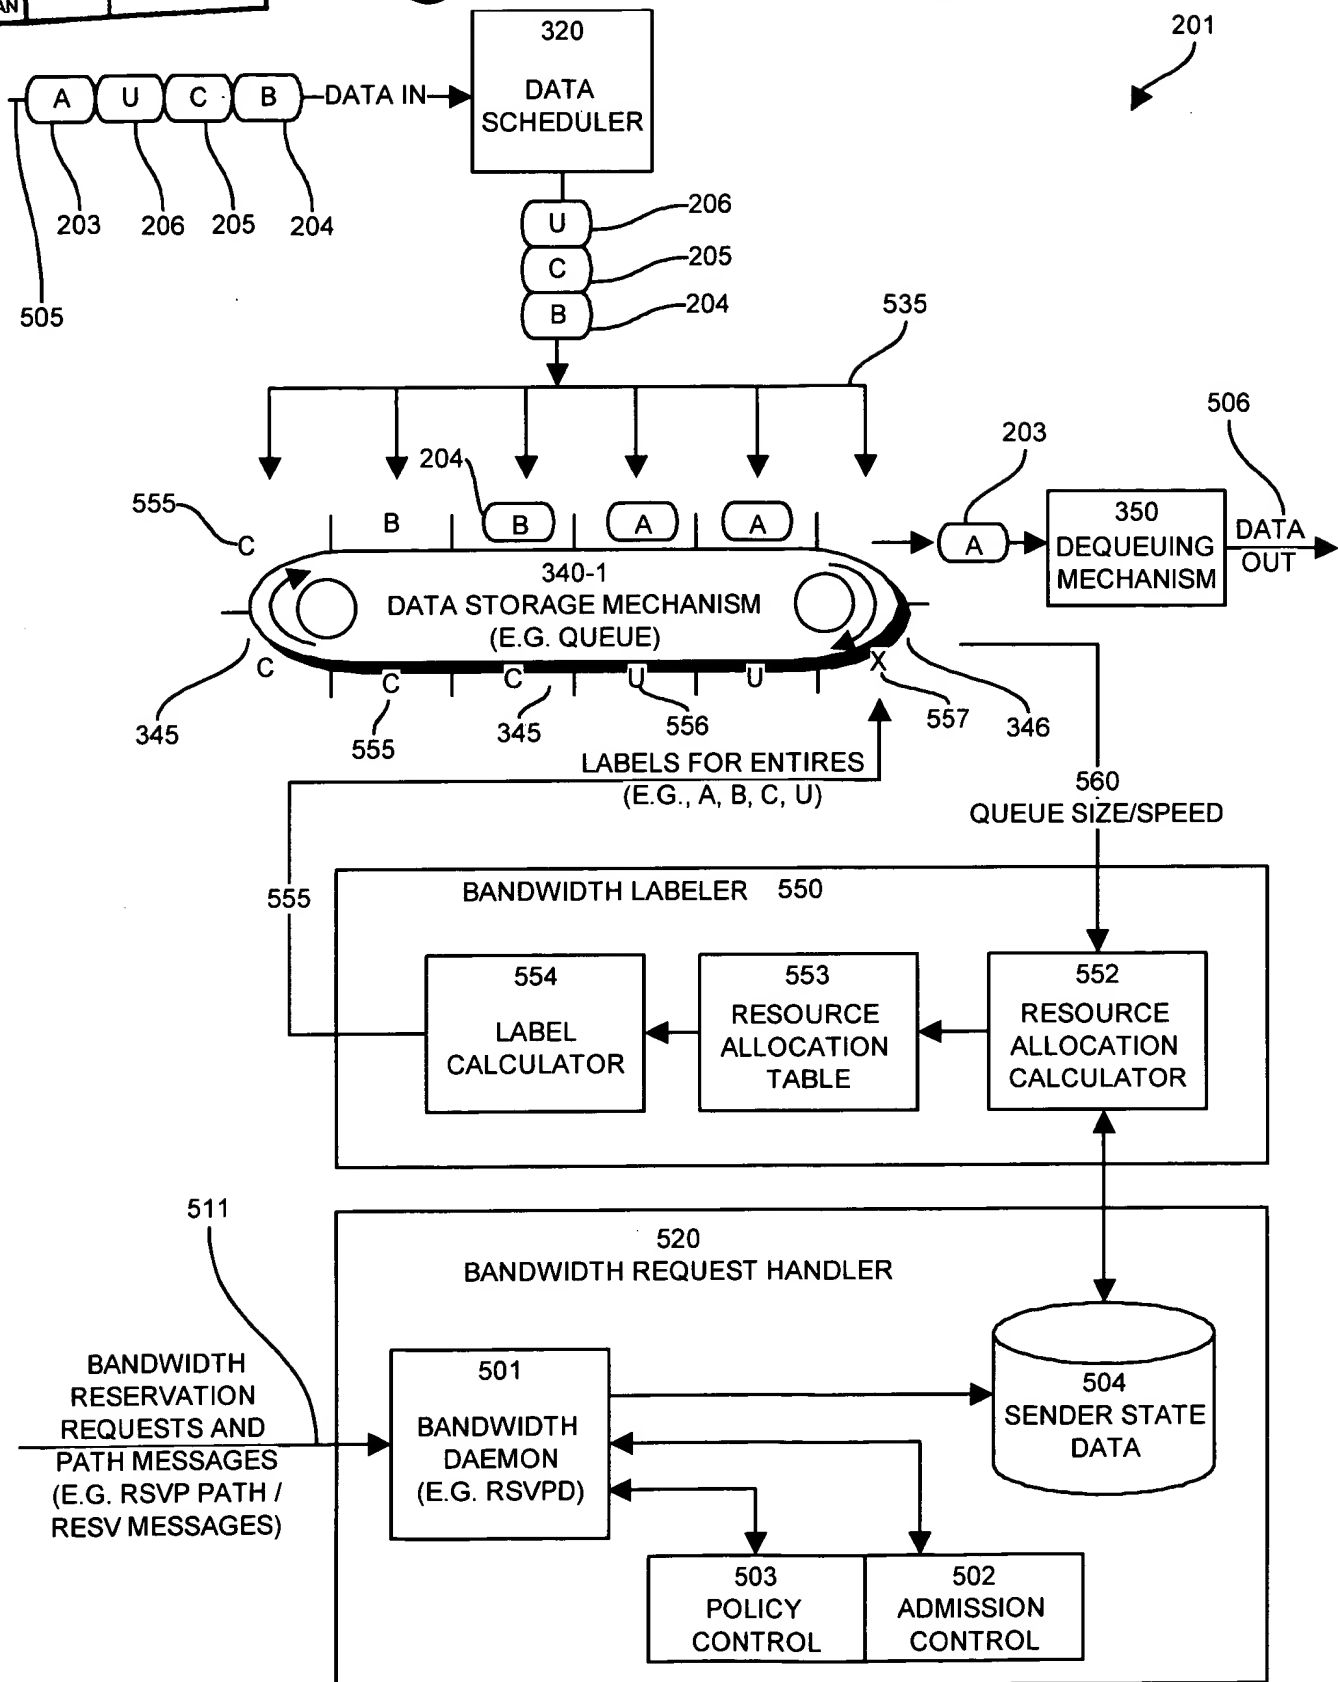 AN
320
DATA
SCHEDULER
201
A U C B DATA IN
203 206 205 204
505
U 206
C 205
B 204
535
506
203
204
555
C B B A A
A
350
DEQUEUING
MECHANISM
DATA
OUT
340-1
DATA STORAGE MECHANISM
(E.G. QUEUE)
C C C U U X
345 555 345 556 557 346
LABELS FOR ENTIRES
(E.G., A, B, C, U)
560
QUEUE SIZE/SPEED
555
BANDWIDTH LABELER 550
554
LABEL
CALCULATOR
553
RESOURCE
ALLOCATION
TABLE
552
RESOURCE
ALLOCATION
CALCULATOR
511
520
BANDWIDTH REQUEST HANDLER
BANDWIDTH
RESERVATION
REQUESTS AND
PATH MESSAGES
(E.G. RSVP PATH /
RESV MESSAGES)
501
BANDWIDTH
DAEMON
(E.G. RSVPD)
504
SENDER STATE
DATA
503
POLICY
CONTROL
502
ADMISSION
CONTROL